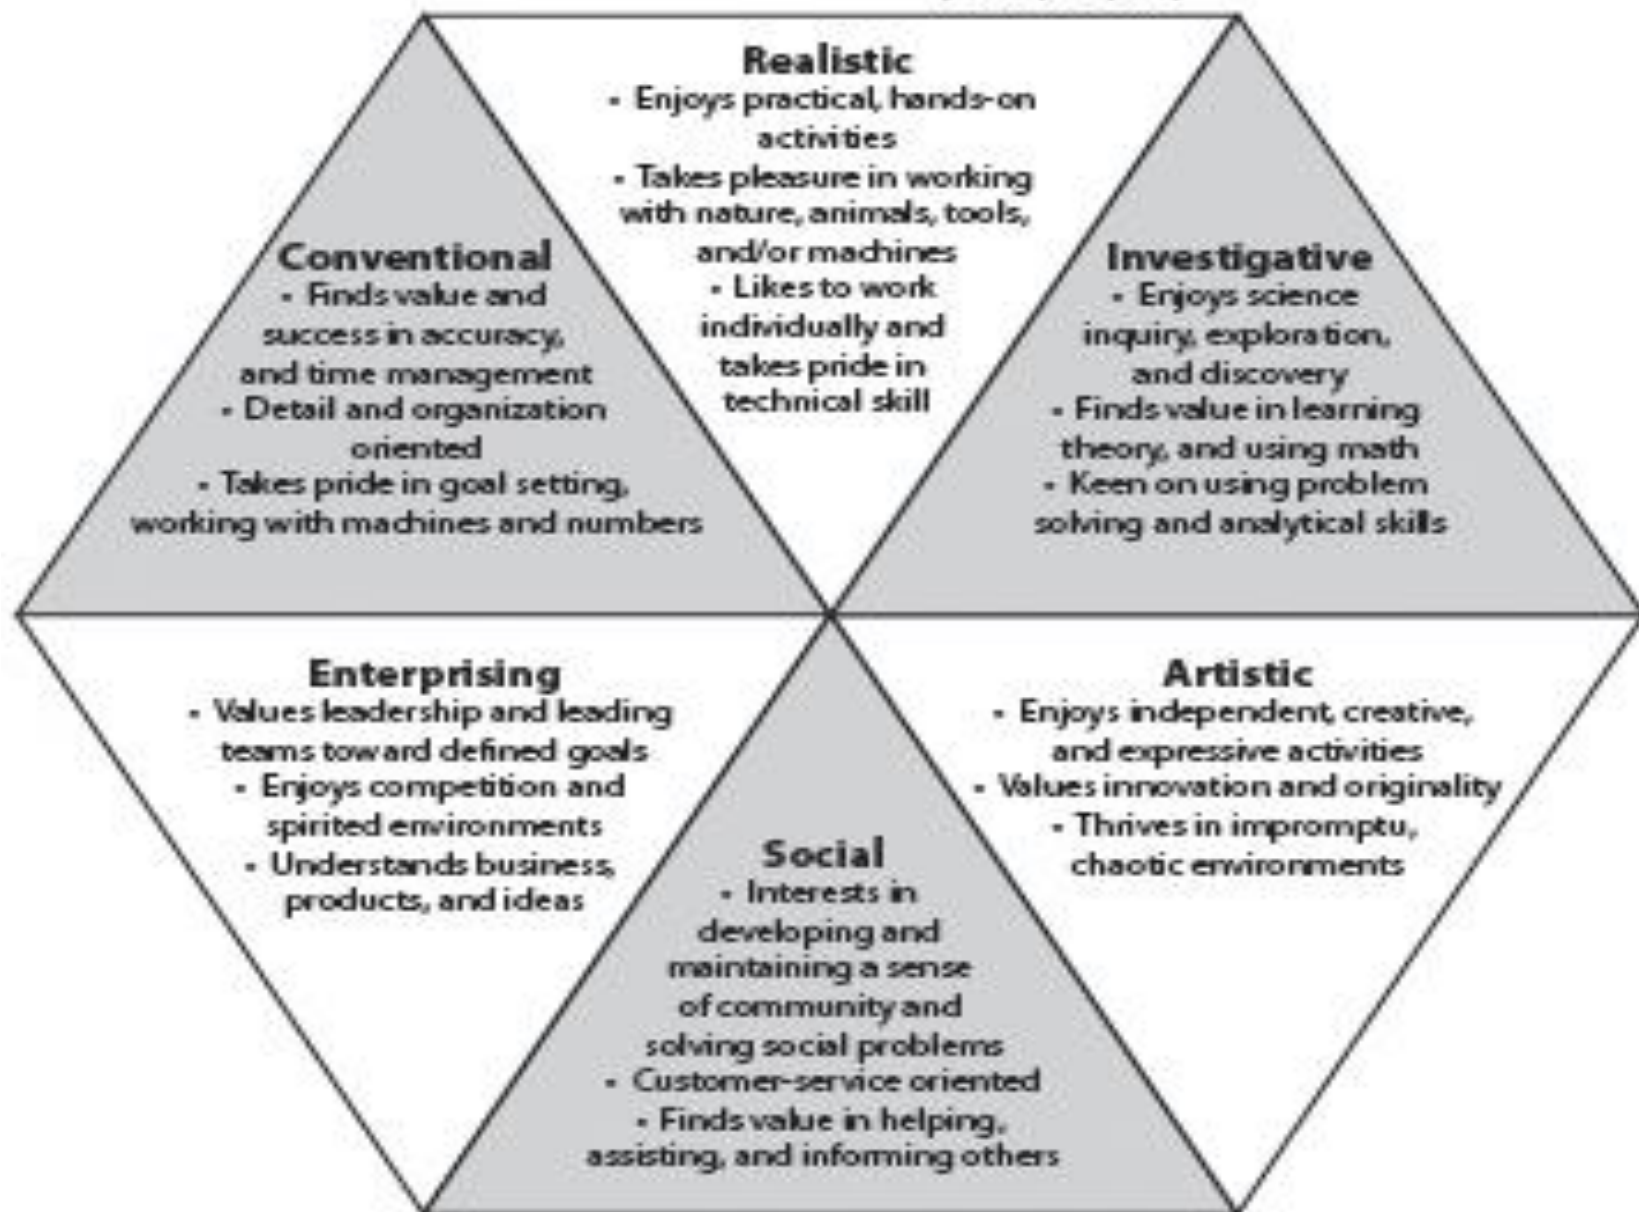 Realistic
• Enjoys practical, hands-on
activities
• Takes pleasure in working
with nature, animals, tools,
and/or machines
• Likes to work
individually and
takes pride in
technical skill
Conventional
• Finds value and
success in accuracy,
and time management
• Detail and organization
oriented
• Takes pride in goal setting,
working with machines and numbers
Investigative
• Enjoys science
inquiry, exploration,
and discovery
• Finds value in learning
theory, and using math
• Keen on using problem
solving and analytical skills
Enterprising
• Values leadership and leading
teams toward defined goals
• Enjoys competition and
spirited environments
• Understands business,
products, and ideas
Social
• Interests in
developing and
maintaining a sense
of community and
solving social problems
• Customer-service oriented
• Finds value in helping,
assisting, and informing others
Artistic
• Enjoys independent, creative,
and expressive activities
• Values innovation and originality
• Thrives in impromptu,
chaotic environments